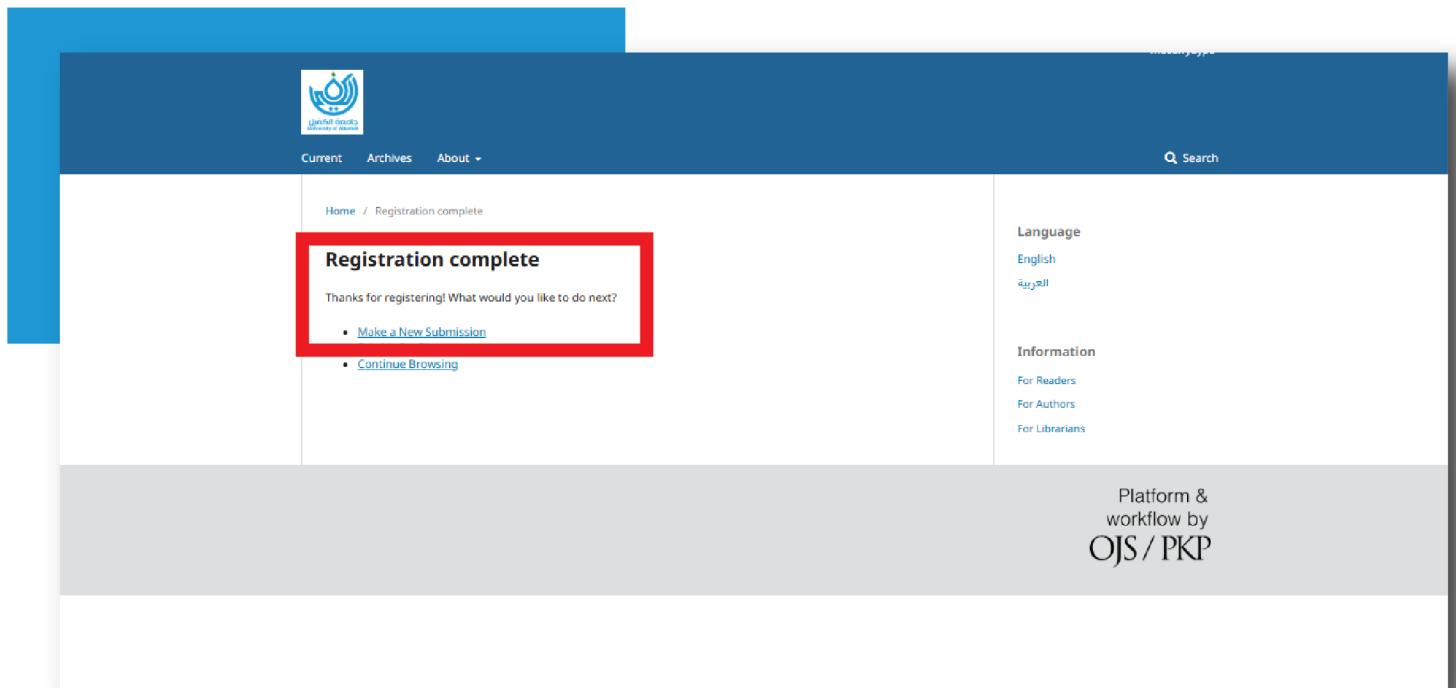 جامعة الكفيل
Current Archives About
Search
Home / Registration complete
Registration complete
Thanks for registering! What would you like to do next?
Make a New Submission
Continue Browsing
Language
English
العربية
Information
For Readers
For Authors
For Librarians
Platform &
workflow by
OJS / PKP